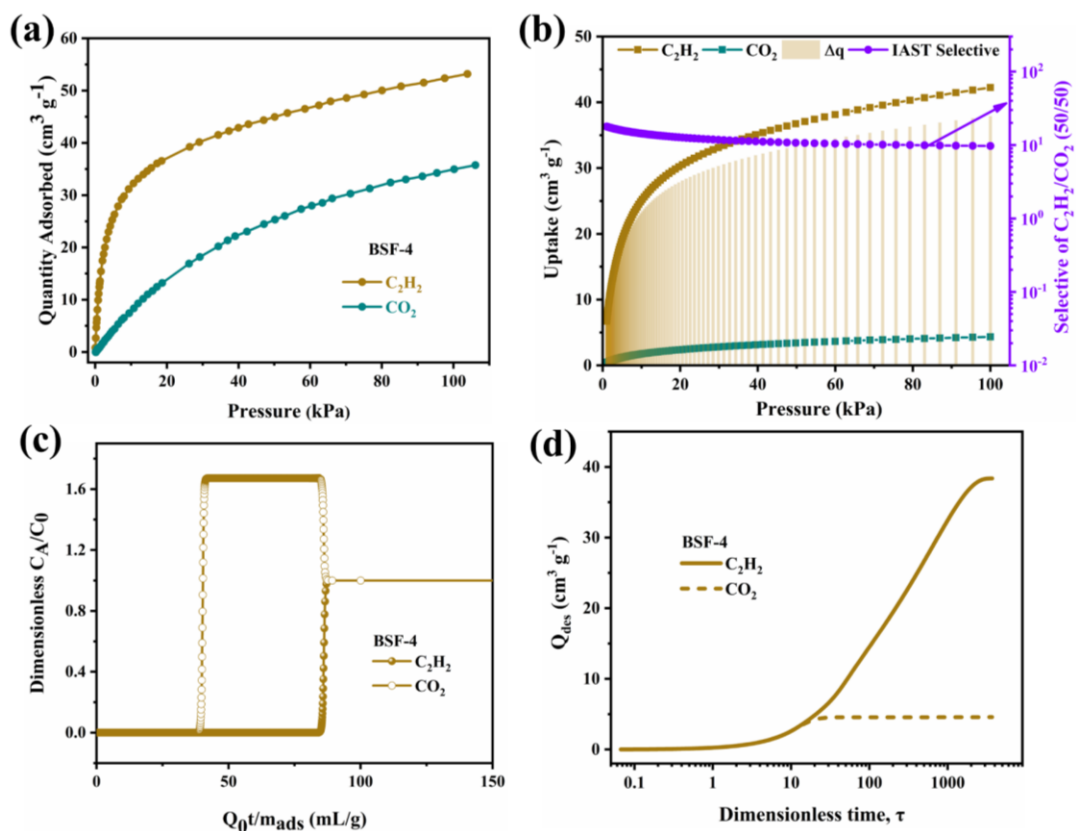 (a)
60
50
40
30
20
10
0
Quantity Adsorbed (cm³ g⁻¹)
BSF-4
C₂H₂
CO₂
0 20 40 60 80 100
Pressure (kPa)
(b)
50
40
30
20
10
0
Uptake (cm³ g⁻¹)
C₂H₂ CO₂ Δq IAST Selective
10²
10¹
10⁰
10⁻¹
10⁻²
Selective of C₂H₂/CO₂ (50/50)
0 20 40 60 80 100
Pressure (kPa)
(c)
1.6
1.2
0.8
0.4
0.0
Dimensionless C_A/C₀
BSF-4
C₂H₂
CO₂
0 50 100 150
Q₀t/m_ads (mL/g)
(d)
40
30
20
10
0
Q_des (cm³ g⁻¹)
BSF-4
C₂H₂
CO₂
0.1 1 10 100 1000
Dimensionless time, τ